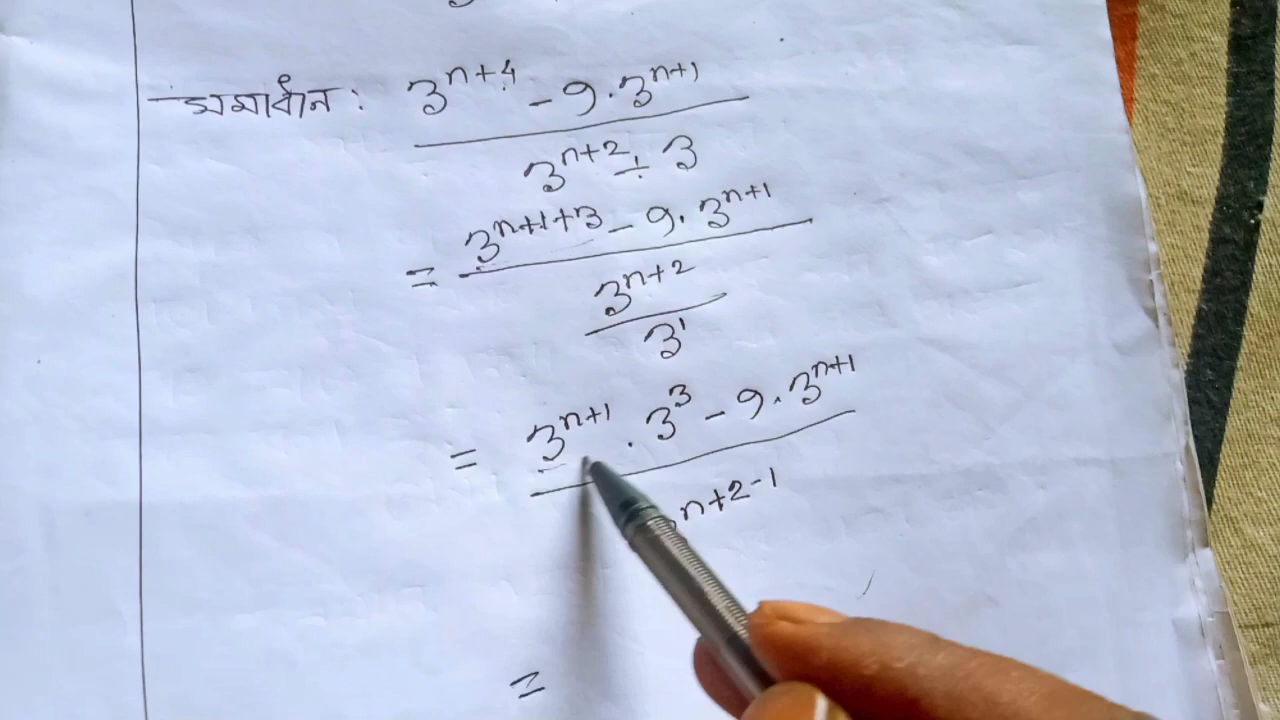 সমাধান: 3^{n+4} - 9 · 3^{n+1}
3^{n+2} ÷ 3
= 3^{n+1+3} - 9 · 3^{n+1}
3^{n+2}
3^1
= 3^{n+1} · 3^3 - 9 · 3^{n+1}
n+2-1
=